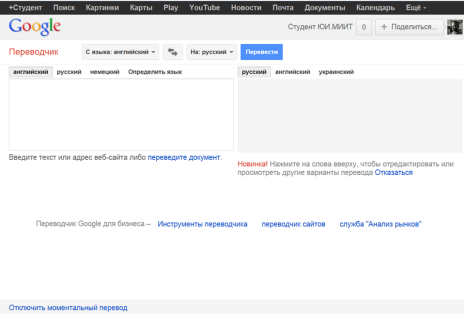 +Студент Поиск Картинки Карты Play YouTube Новости Почта Документы Календарь Ещё
Google Студент ЮИ.МИИТ 0 + Поделиться...
Переводчик С языка: английский На: русский Перевести
английский русский немецкий Определить язык русский английский украинский
Введите текст или адрес веб-сайта либо переведите документ.
Новинка! Нажмите на слова вверху, чтобы отредактировать или
просмотреть другие варианты перевода Отказаться
Переводчик Google для бизнеса – Инструменты переводчика переводчик сайтов служба "Анализ рынков"
Отключить моментальный перевод